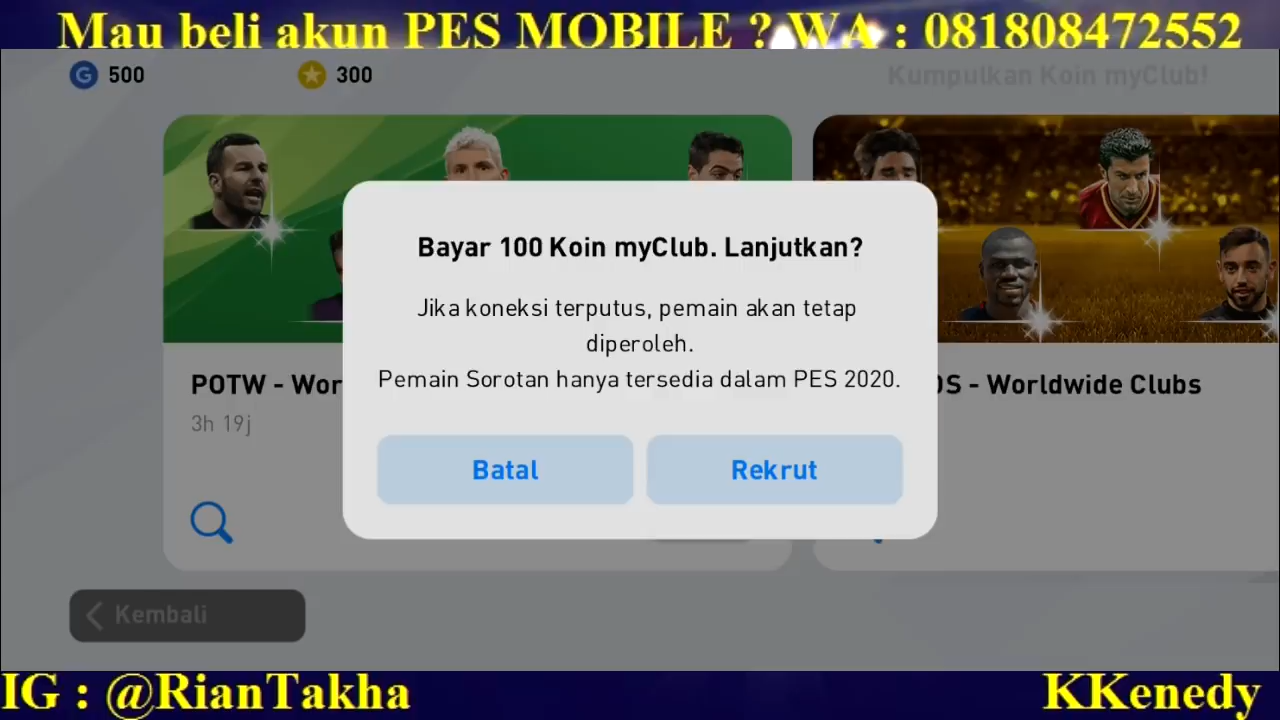 Mau beli akun PES MOBILE ? WA : 081808472552
G 500 300 Kumpulkan Koin myClub!
Bayar 100 Koin myClub. Lanjutkan?
Jika koneksi terputus, pemain akan tetap
diperoleh.
Pemain Sorotan hanya tersedia dalam PES 2020.
Batal Rekrut
POTW - Wor
OS - Worldwide Clubs
3h 19j
Kembali
IG : @RianTakha KKenedy